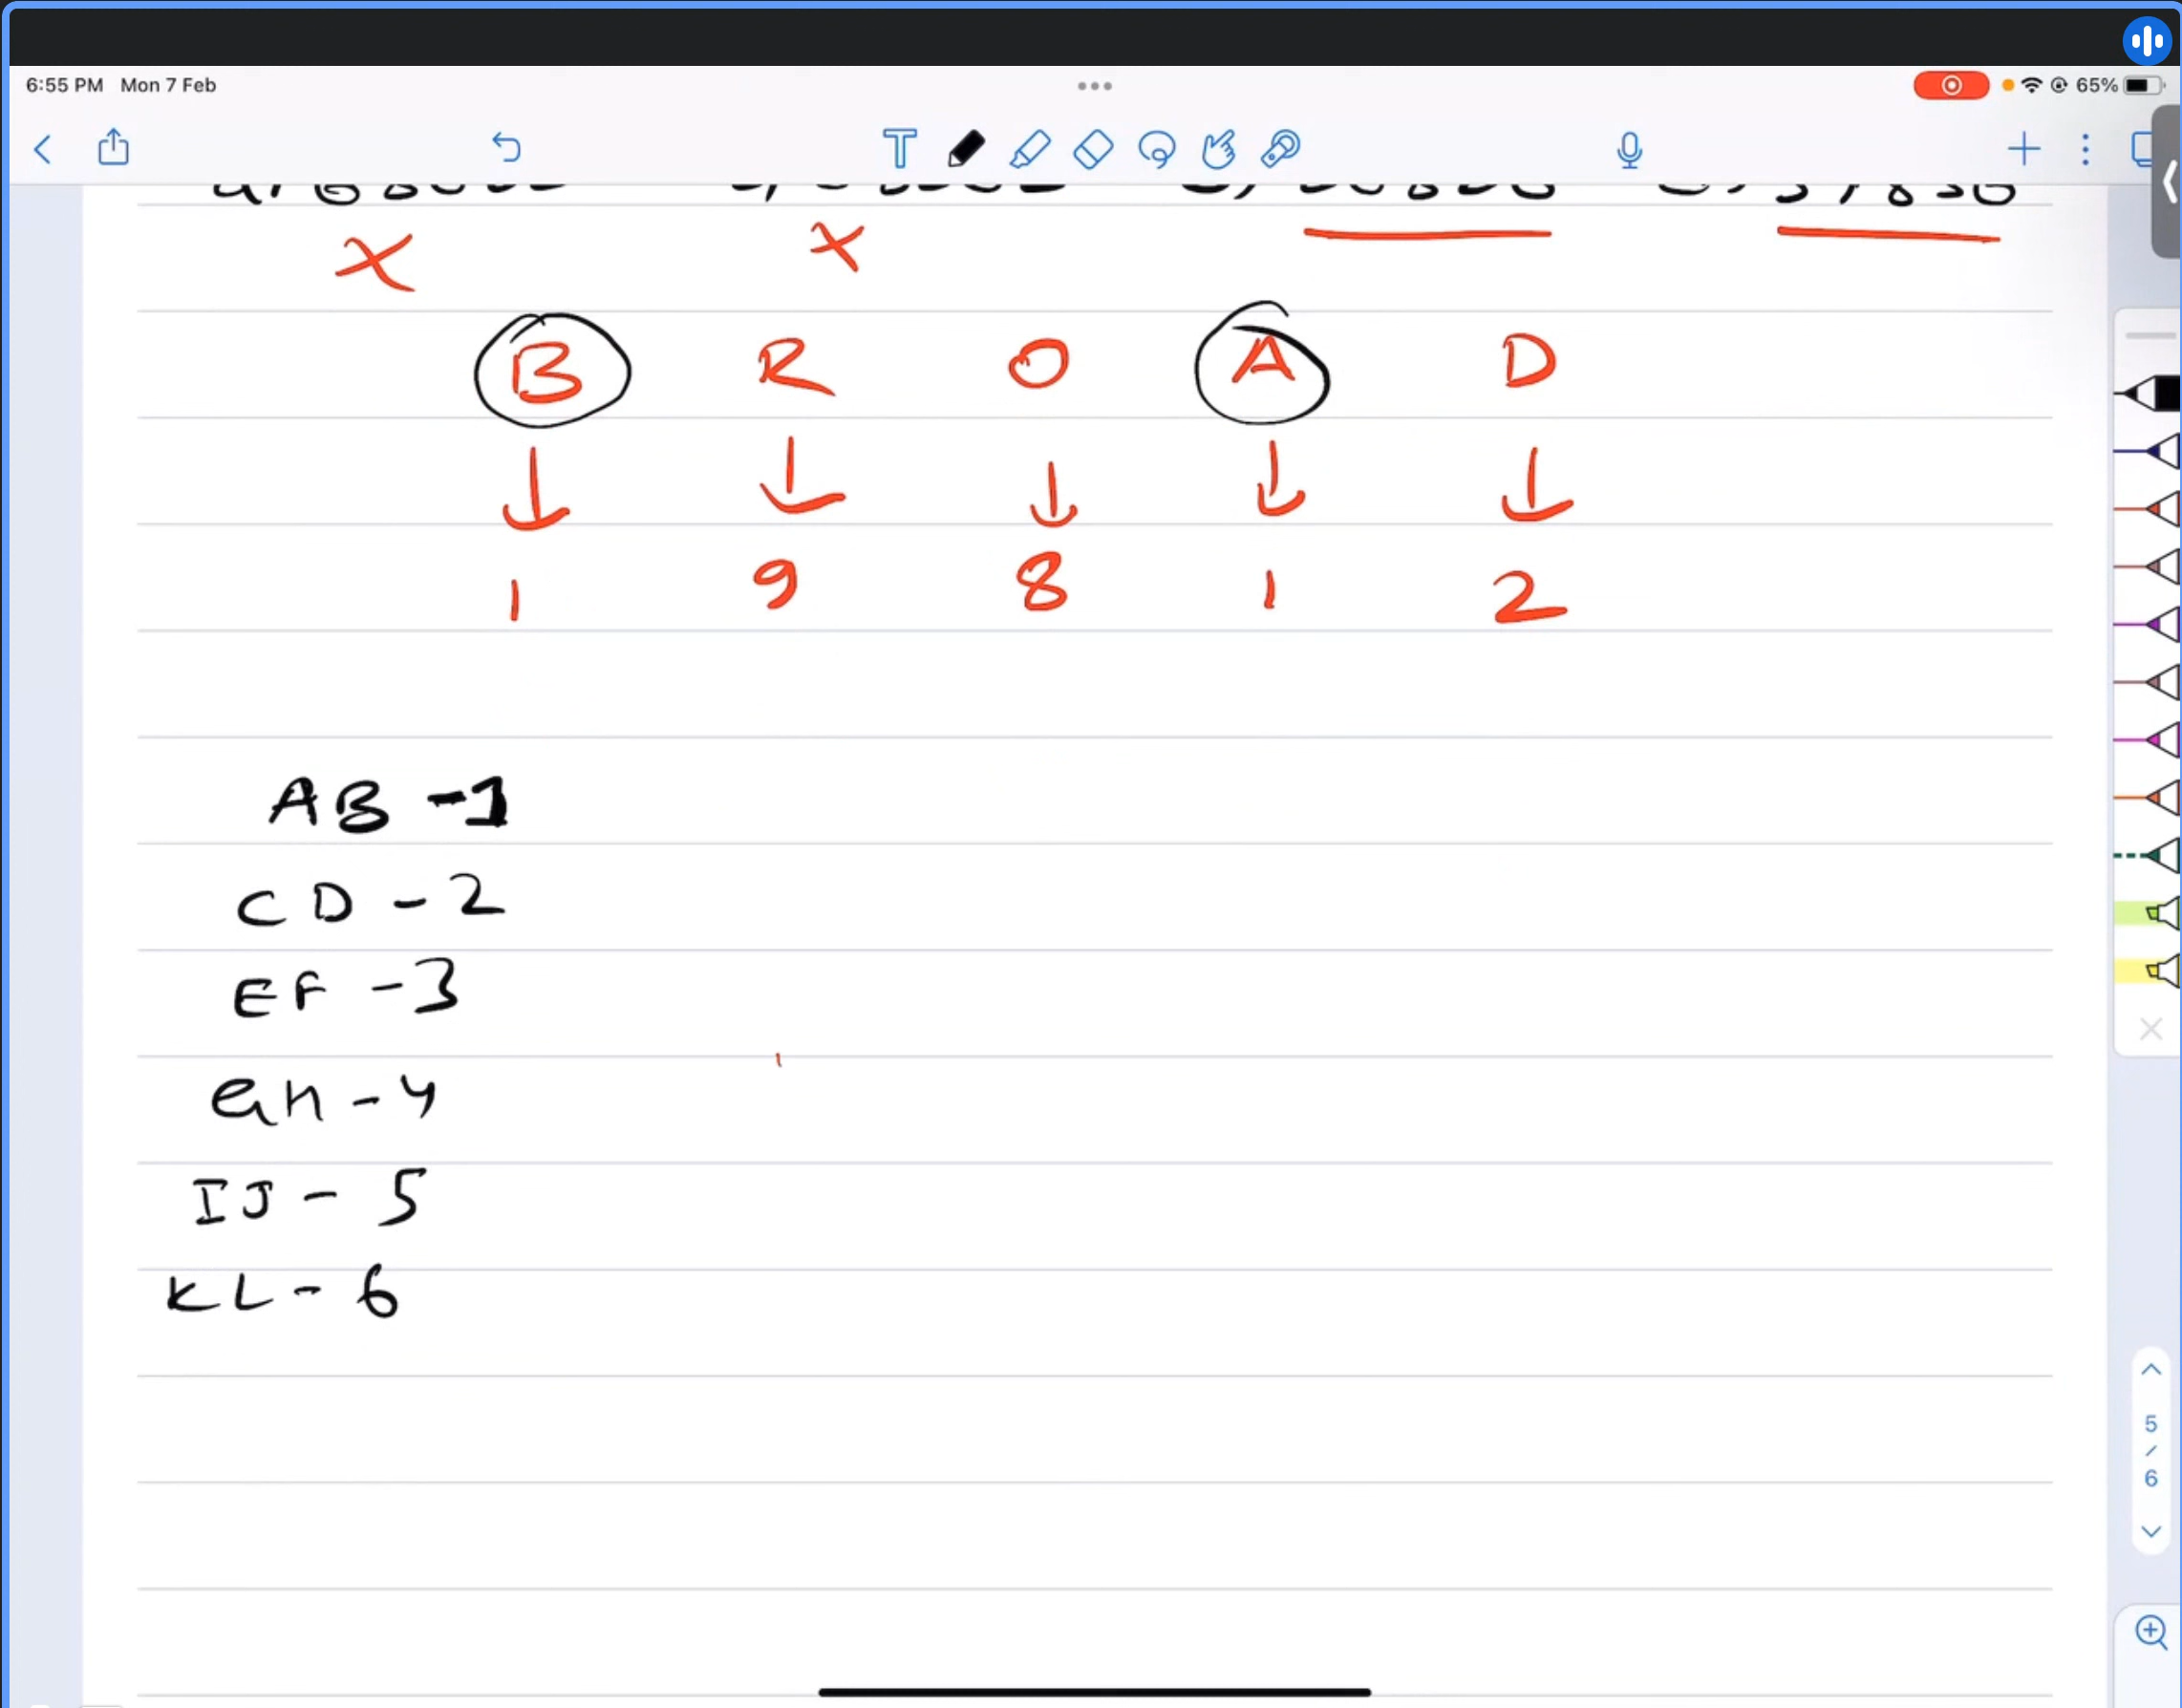 6:55 PM Mon 7 Feb
65%
T
x x
B R O A D
1 9 8 1 2
AB - 1
CD - 2
EF - 3
GH - 4
IJ - 5
KL - 6
5
/
6